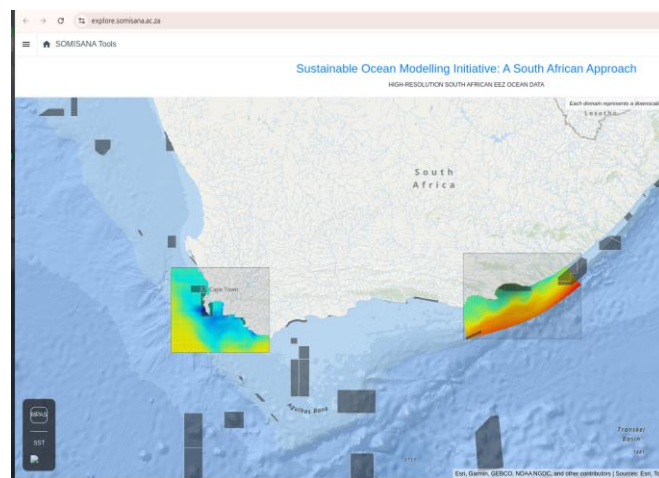 explore.somisana.ac.za
SOMISANA Tools
Sustainable Ocean Modelling Initiative: A South African Approach
HIGH-RESOLUTION SOUTH AFRICAN EEZ OCEAN DATA
Each domain represents a downscal
Lesotho
South
Africa
Cape Town
Agulhas Bank
MPAS
SST
Transkei
Basin
Esri, Garmin, GEBCO, NOAA NGDC, and other contributors | Sources: Esri, To